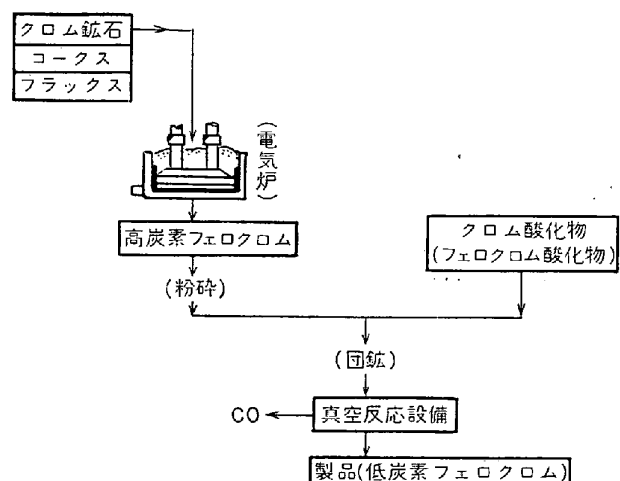 クロム鉱石
コークス
フラックス
(電気炉)
高炭素フェロクロム
クロム酸化物
(フェロクロム酸化物)
(粉砕)
(団鉱)
CO
真空反応設備
製品(低炭素フェロクロム)